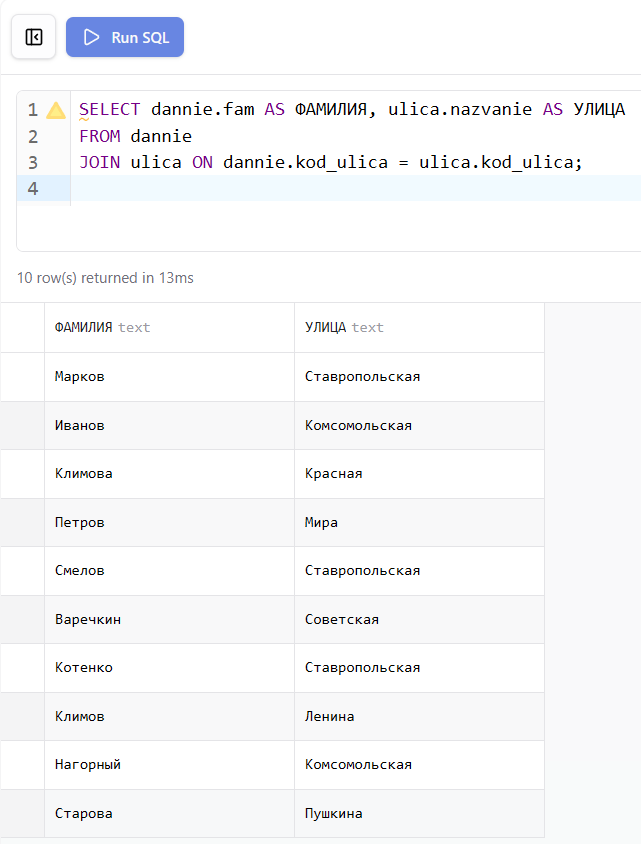 Run SQL
1 SELECT dannie.fam AS ФАМИЛИЯ, ulica.nazvanie AS УЛИЦА
2 FROM dannie
3 JOIN ulica ON dannie.kod_ulica = ulica.kod_ulica;
4
10 row(s) returned in 13ms
ФАМИЛИЯ text УЛИЦА text
Марков Ставропольская
Иванов Комсомольская
Климова Красная
Петров Мира
Смелов Ставропольская
Варечкин Советская
Котенко Ставропольская
Климов Ленина
Нагорный Комсомольская
Старова Пушкина